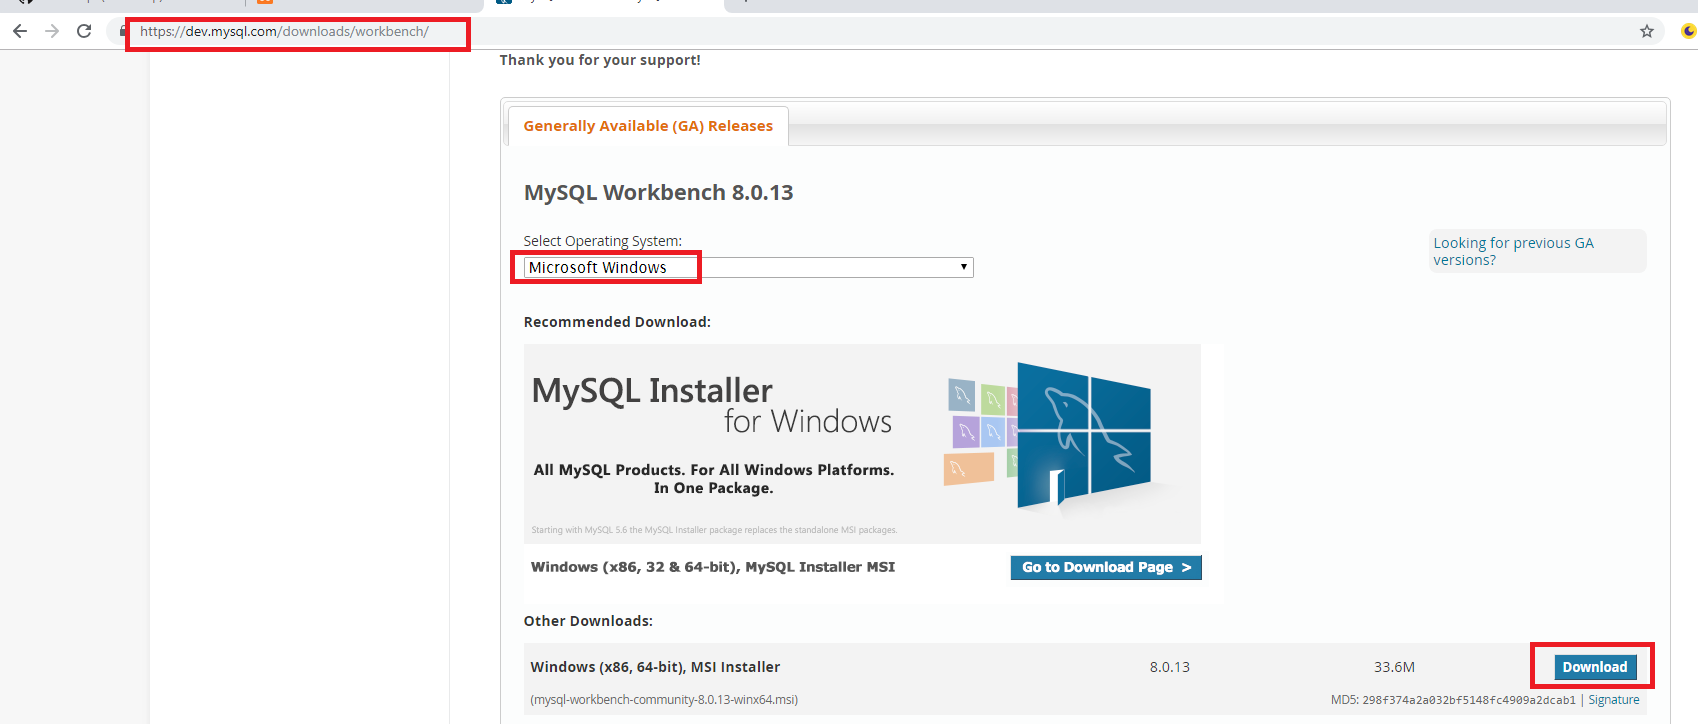 https://dev.mysql.com/downloads/workbench/
Thank you for your support!
Generally Available (GA) Releases
MySQL Workbench 8.0.13
Select Operating System:
Looking for previous GA
versions?
Microsoft Windows
Recommended Download:
MySQL Installer
for Windows
All MySQL Products. For All Windows Platforms.
In One Package.
Starting with MySQL 5.6 the MySQL Installer package replaces the standalone MSI packages.
Windows (x86, 32 & 64-bit), MySQL Installer MSI
Go to Download Page >
Other Downloads:
Windows (x86, 64-bit), MSI Installer 8.0.13 33.6M Download
(mysql-workbench-community-8.0.13-winx64.msi) MD5: 298f374a2a032bf5148fc4909a2dcab1 | Signature